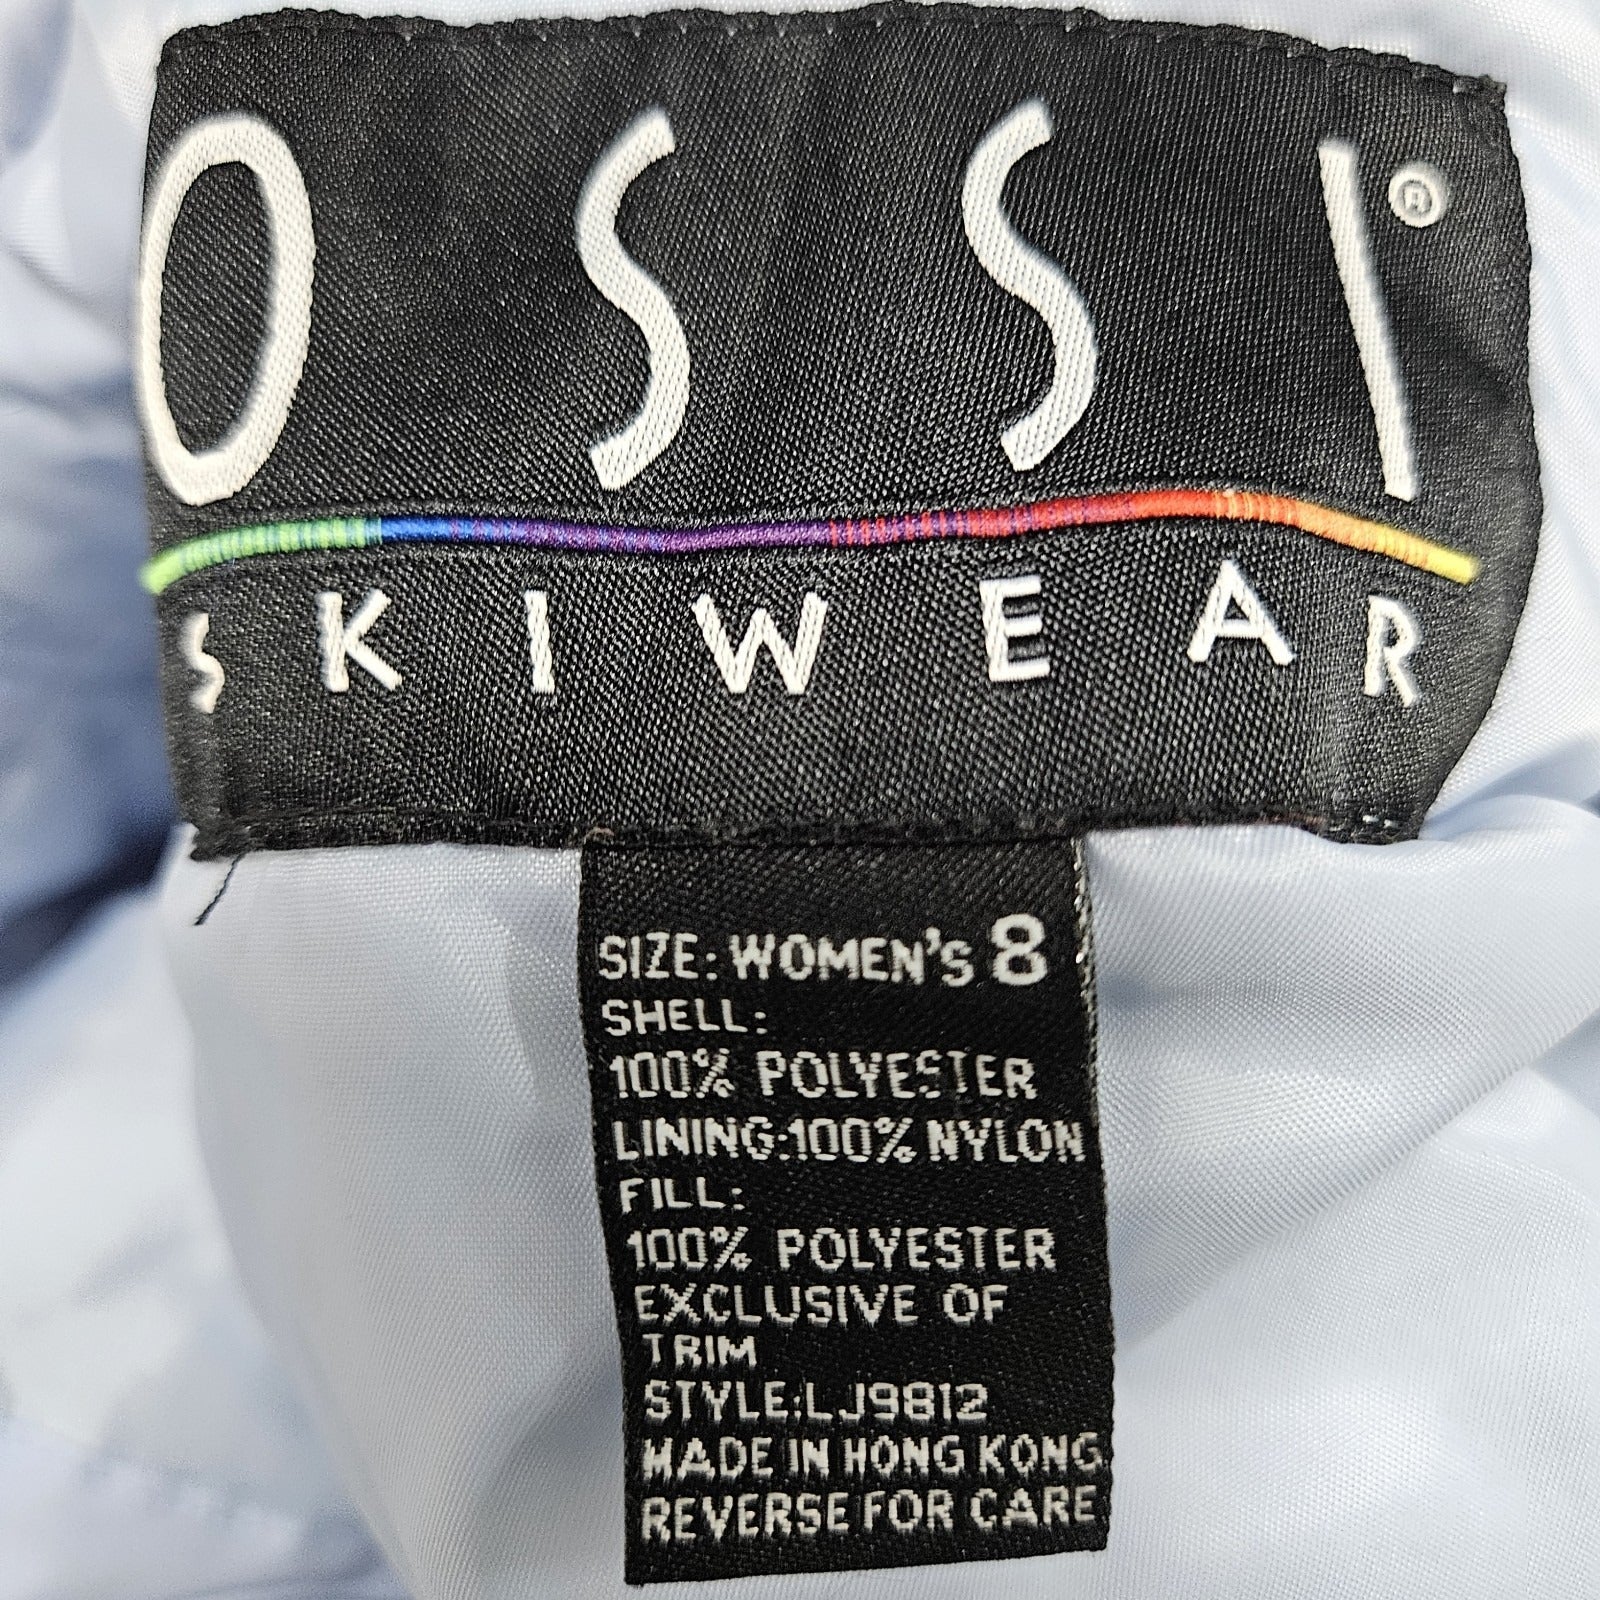 OSSI®
SKIWEAR
SIZE: WOMEN'S 8
SHELL:
100% POLYESTER
LINING:100% NYLON
FILL:
100% POLYESTER
EXCLUSIVE OF
TRIM
STYLE:LJ9812
MADE IN HONG KONG
REVERSE FOR CARE